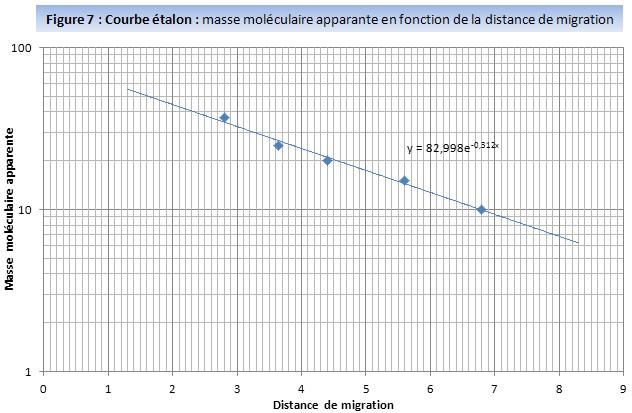 Figure 7 : Courbe étalon : masse moléculaire apparante en fonction de la distance de migration
100
10
1
Masse moléculaire apparente
y = 82,998e-0,312x
0 1 2 3 4 5 6 7 8 9
Distance de migration